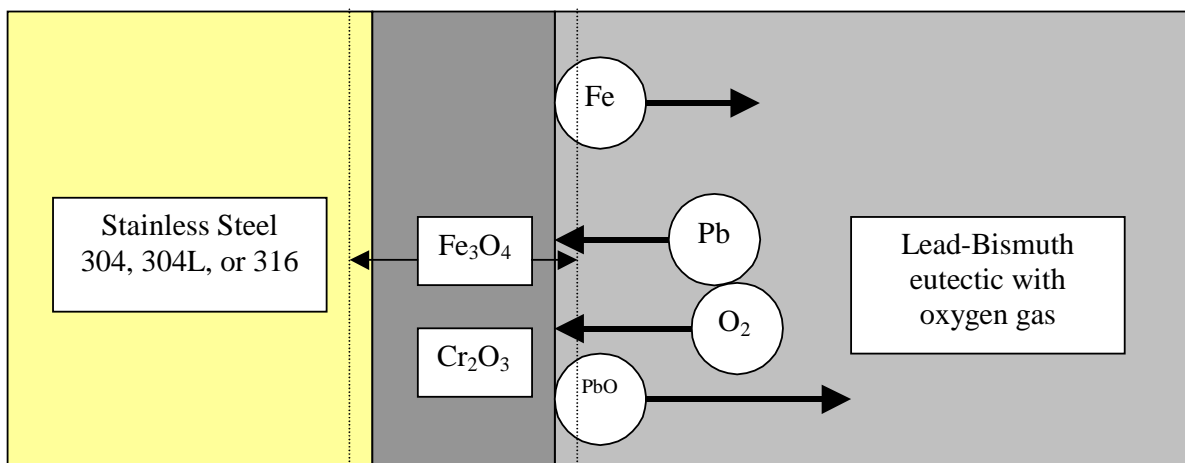 Stainless Steel
304, 304L, or 316
Fe₃O₄
Cr₂O₃
Fe
Pb
O₂
PbO
Lead-Bismuth
eutectic with
oxygen gas